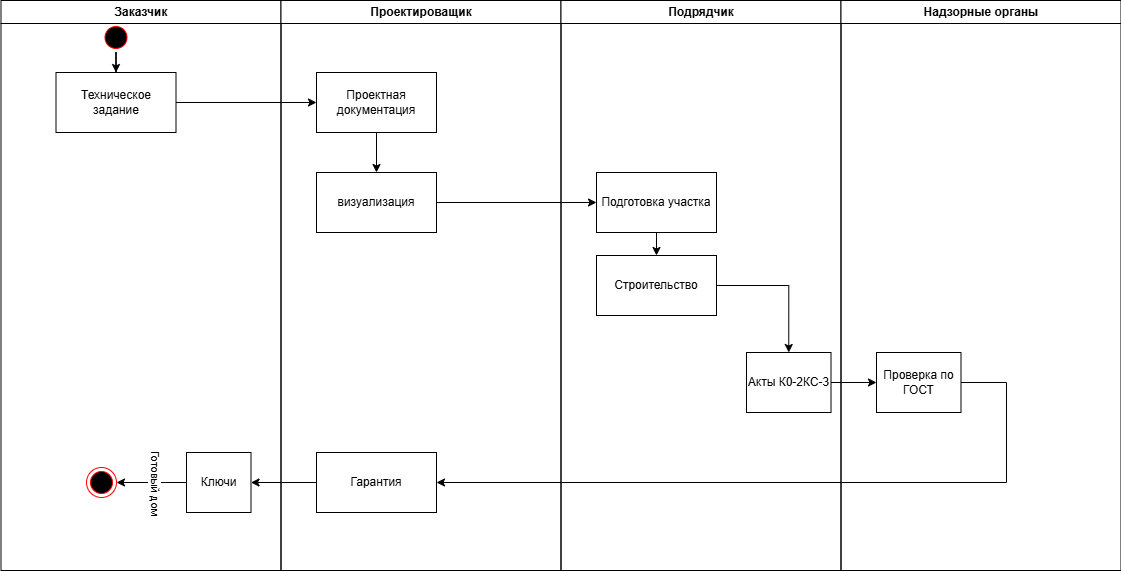 Заказчик
Проектироващик
Подрядчик
Надзорные органы
Техническое
задание
Проектная
документация
визуализация
Подготовка участка
Строительство
Акты К0-2КС-3
Проверка по
ГОСТ
Готовый дом
Ключи
Гарантия